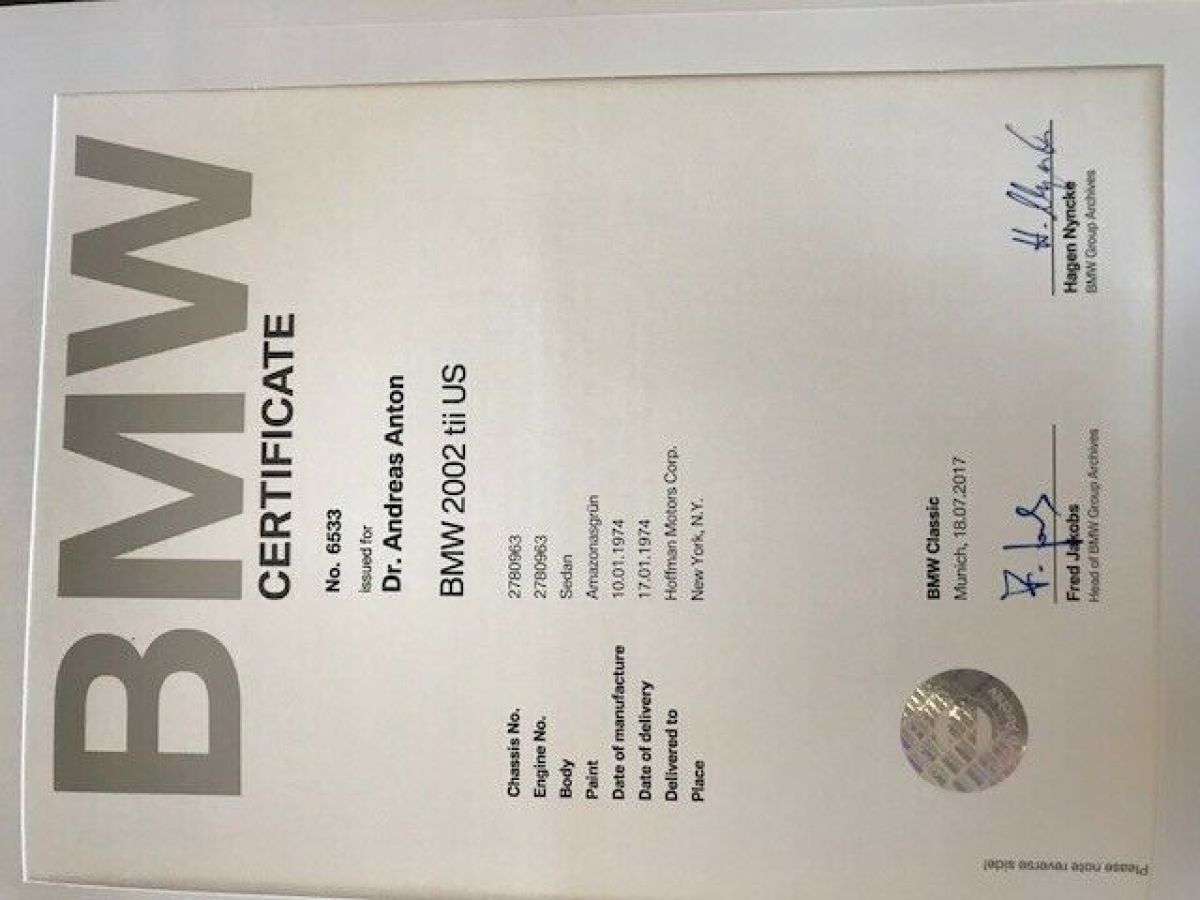 BMW
CERTIFICATE
No. 6533
issued for
Dr. Andreas Anton
BMW 2002 tii US
Chassis No. 2780963
Engine No. 2780963
Body Sedan
Paint Amazonasgrün
Date of manufacture 10.01.1974
Date of delivery 17.01.1974
Delivered to Hoffman Motors Corp.
Place New York, N.Y.
BMW Classic
Munich, 18.07.2017
Fred Jakobs
Head of BMW Group Archives
H. Nyncke
Hagen Nyncke
BMW Group Archives
Please note reverse side!